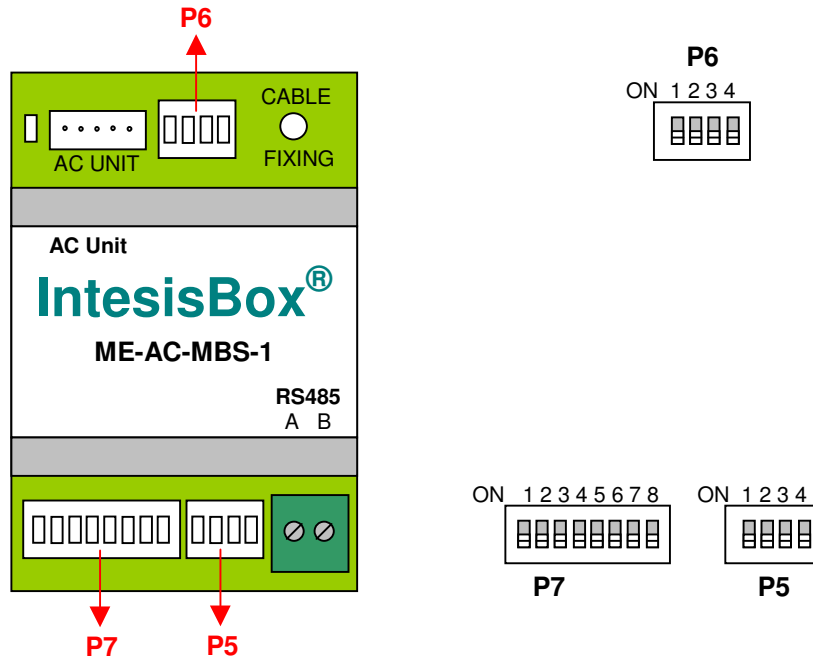 P6
CABLE
AC UNIT
FIXING
AC Unit
IntesisBox®
ME-AC-MBS-1
RS485
A B
P7
P5
P6
ON 1 2 3 4
ON 1 2 3 4 5 6 7 8
P7
ON 1 2 3 4
P5